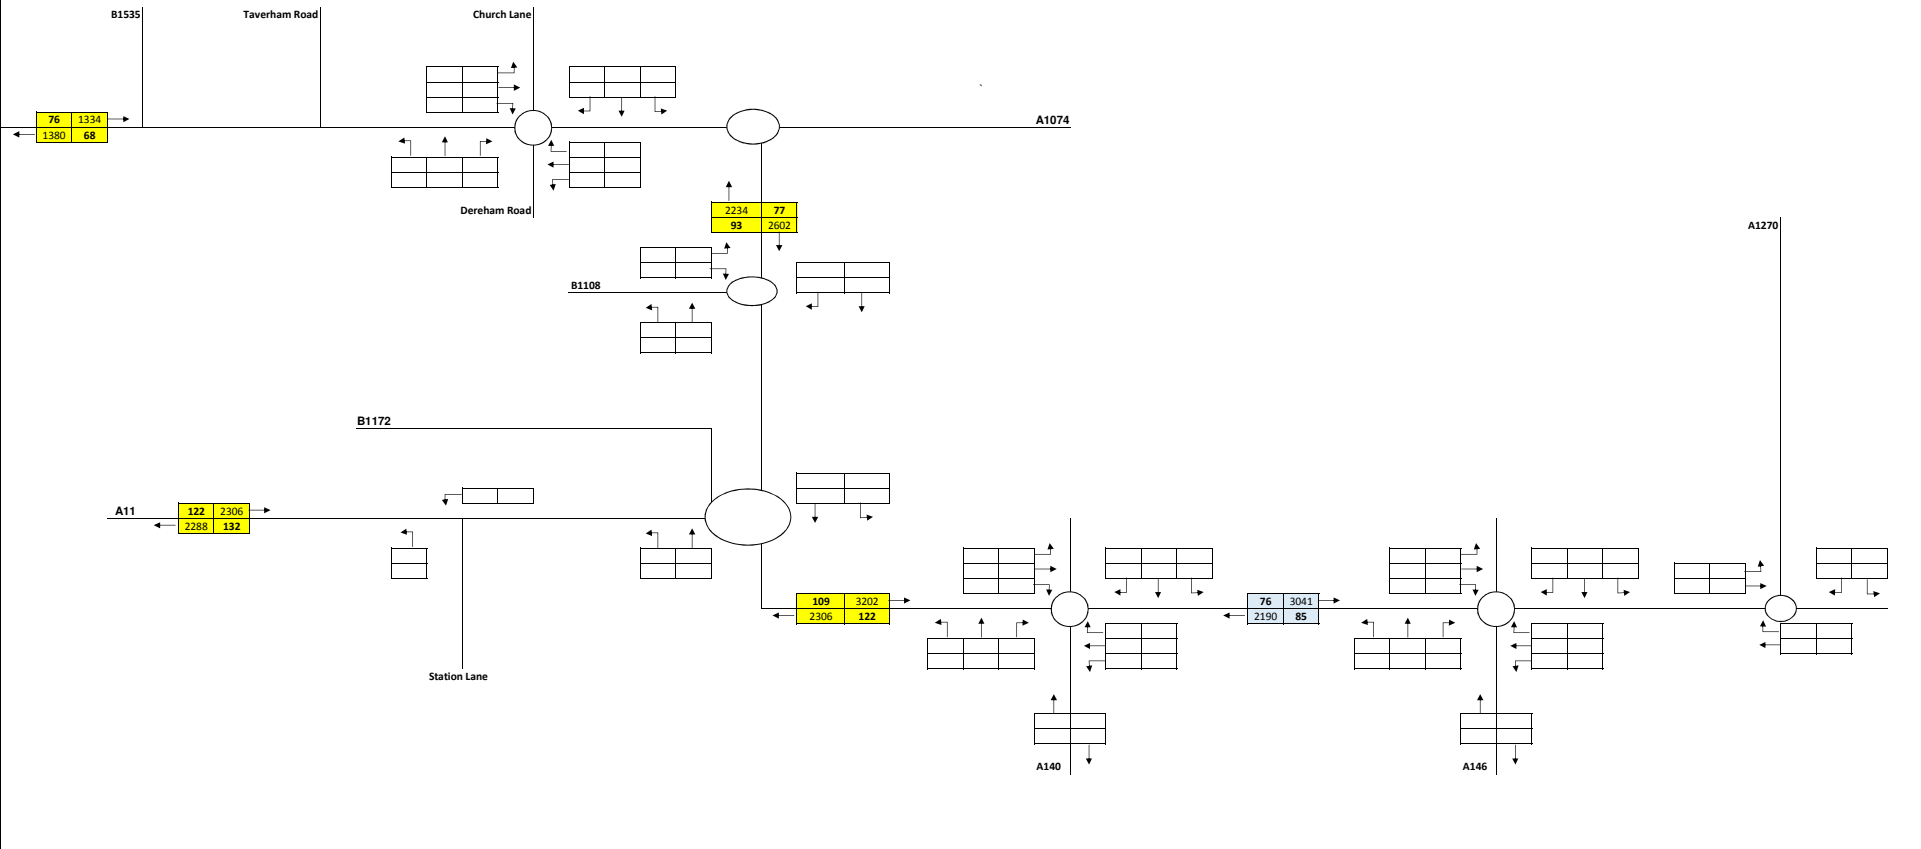 B1535 Taverham Road Church Lane
76 1334
1380 68
A1074
Dereham Road
2234 77
93 2602
A1270
B1108
B1172
A11
122 2306
2288 132
109 3202
2306 122
76 3041
2190 85
Station Lane
A140 A146